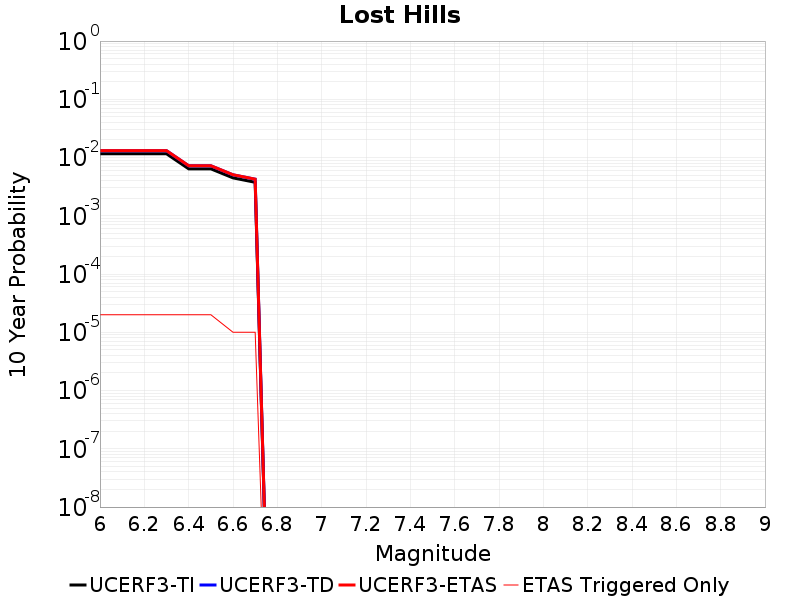 Lost Hills
10 Year Probability
10^0
10^-1
10^-2
10^-3
10^-4
10^-5
10^-6
10^-7
10^-8
6 6.2 6.4 6.6 6.8 7 7.2 7.4 7.6 7.8 8 8.2 8.4 8.6 8.8 9
Magnitude
UCERF3-TI UCERF3-TD UCERF3-ETAS ETAS Triggered Only